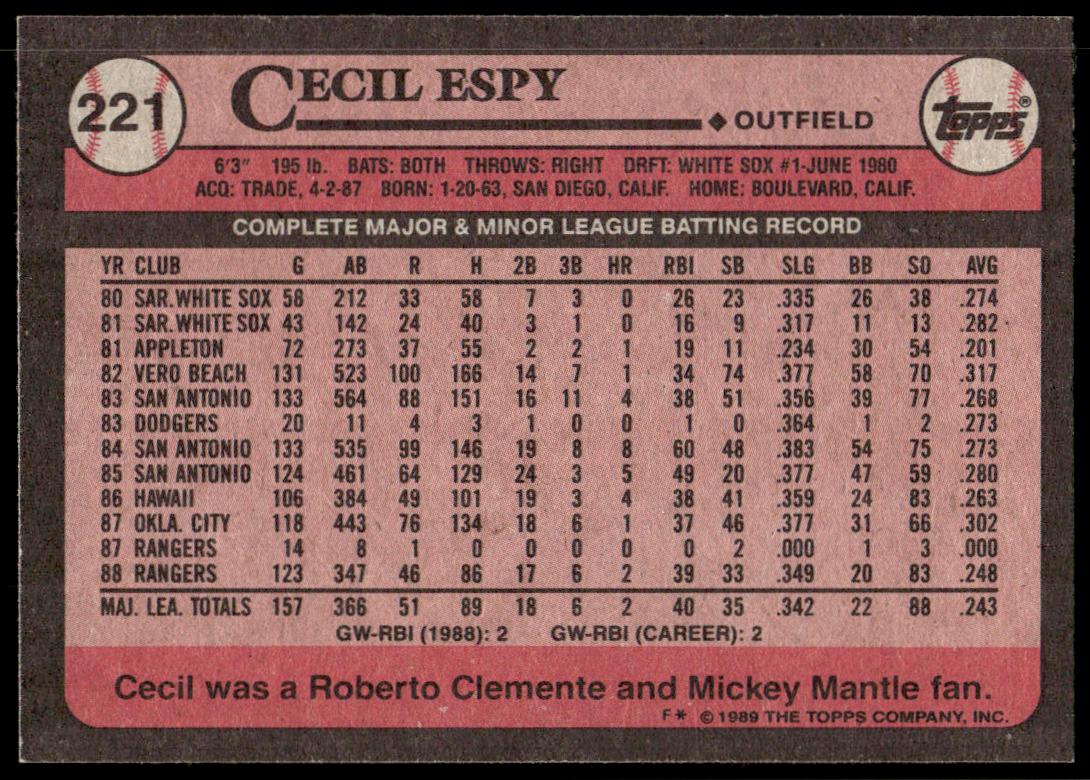 221 CECIL ESPY
◆ OUTFIELD Topps®
6'3" 195 lb. BATS: BOTH THROWS: RIGHT DRFT: WHITE SOX #1-JUNE 1980
ACQ: TRADE, 4-2-87 BORN: 1-20-63, SAN DIEGO, CALIF. HOME: BOULEVARD, CALIF.
COMPLETE MAJOR & MINOR LEAGUE BATTING RECORD
YR CLUB G AB R H 2B 3B HR RBI SB SLG BB SO AVG
80 SAR. WHITE SOX 58 212 33 58 7 3 0 26 23 .335 26 38 .274
81 SAR. WHITE SOX 43 142 24 40 3 1 0 16 9 .317 11 13 .282
81 APPLETON 72 273 37 55 2 2 1 19 11 .234 30 54 .201
82 VERO BEACH 131 523 100 166 14 7 1 34 74 .377 58 70 .317
83 SAN ANTONIO 133 564 88 151 16 11 4 38 51 .356 39 77 .268
83 DODGERS 20 11 4 3 1 0 0 1 0 .364 1 2 .273
84 SAN ANTONIO 133 535 99 146 19 8 8 60 48 .383 54 75 .273
85 SAN ANTONIO 124 461 64 129 24 3 5 49 20 .377 47 59 .280
86 HAWAII 106 384 49 101 19 3 4 38 41 .359 24 83 .263
87 OKLA. CITY 118 443 76 134 18 6 1 37 46 .377 31 66 .302
87 RANGERS 14 8 1 0 0 0 0 0 2 .000 1 3 .000
88 RANGERS 123 347 46 86 17 6 2 39 33 .349 20 83 .248
MAJ. LEA. TOTALS 157 366 51 89 18 6 2 40 35 .342 22 88 .243
GW-RBI (1988): 2 GW-RBI (CAREER): 2
Cecil was a Roberto Clemente and Mickey Mantle fan.
F* © 1989 THE TOPPS COMPANY, INC.